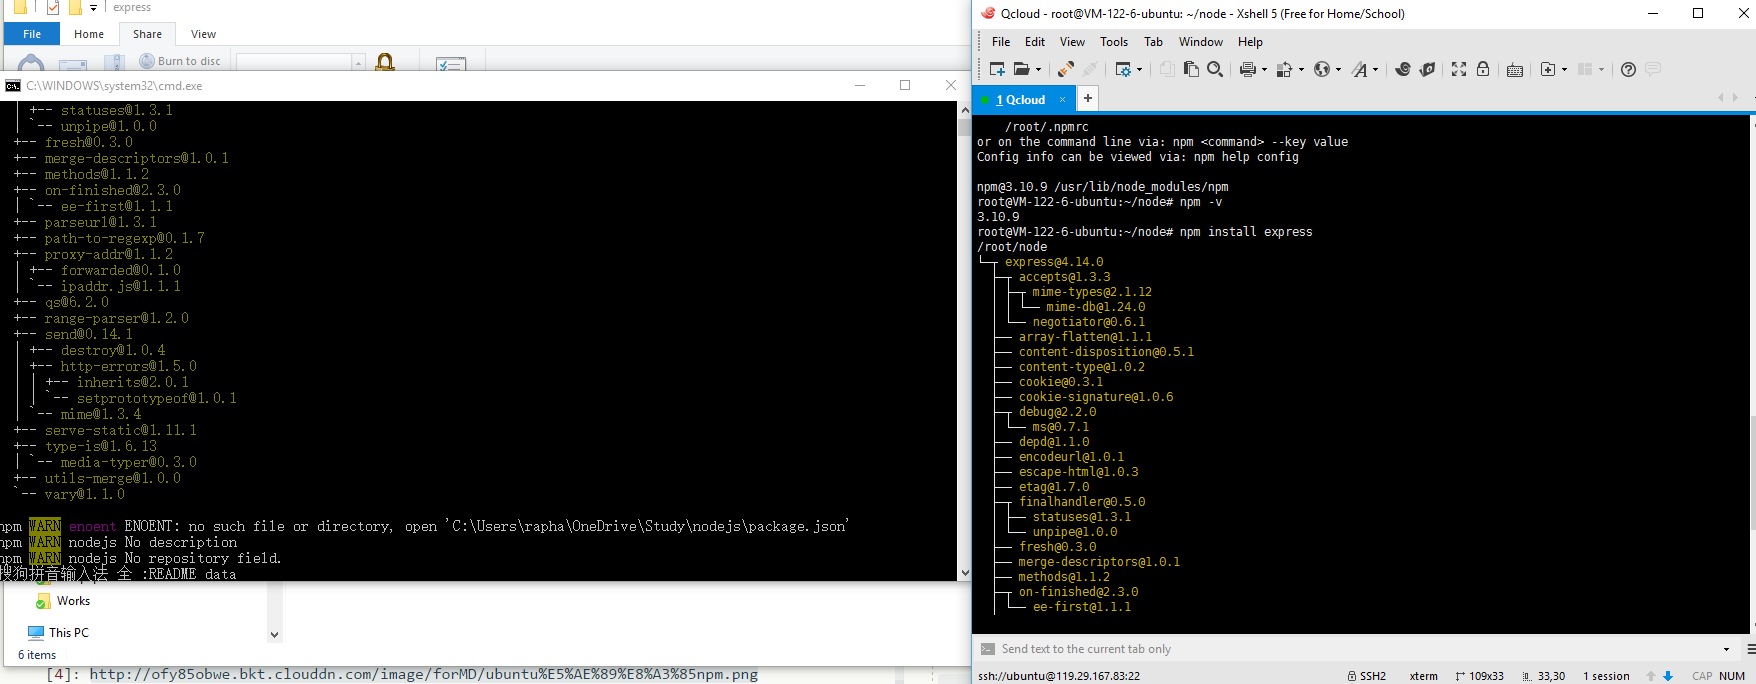 express
File Home Share View
Burn to disc
C:\WINDOWS\system32\cmd.exe
| +-- statuses@1.3.1
| `-- unpipe@1.0.0
+-- fresh@0.3.0
+-- merge-descriptors@1.0.1
+-- methods@1.1.2
+-- on-finished@2.3.0
| `-- ee-first@1.1.1
+-- parseurl@1.3.1
+-- path-to-regexp@0.1.7
+-- proxy-addr@1.1.2
| +-- forwarded@0.1.0
| `-- ipaddr.js@1.1.1
+-- qs@6.2.0
+-- range-parser@1.2.0
+-- send@0.14.1
| +-- destroy@1.0.4
| +-- http-errors@1.5.0
| | +-- inherits@2.0.1
| | `-- setprototypeof@1.0.1
| `-- mime@1.3.4
+-- serve-static@1.11.1
+-- type-is@1.6.13
| `-- media-typer@0.3.0
+-- utils-merge@1.0.0
`-- vary@1.1.0
npm WARN enoent ENOENT: no such file or directory, open 'C:\Users\rapha\OneDrive\Study\nodejs\package.json'
npm WARN nodejs No description
npm WARN nodejs No repository field.
搜狗拼音输入法 全 :README data
Works
This PC
6 items
[4]: http://ofy85obwe.bkt.clouddn.com/image/forMD/ubuntu%E5%AE%89%E8%A3%85npm.png
Qcloud - root@VM-122-6-ubuntu: ~/node - Xshell 5 (Free for Home/School)
File Edit View Tools Tab Window Help
1 Qcloud
/root/.npmrc
or on the command line via: npm <command> --key value
Config info can be viewed via: npm help config
npm@3.10.9 /usr/lib/node_modules/npm
root@VM-122-6-ubuntu:~/node# npm -v
3.10.9
root@VM-122-6-ubuntu:~/node# npm install express
/root/node
└─┬ express@4.14.0
├─┬ accepts@1.3.3
│ ├─┬ mime-types@2.1.12
│ │ └── mime-db@1.24.0
│ └── negotiator@0.6.1
├── array-flatten@1.1.1
├── content-disposition@0.5.1
├── content-type@1.0.2
├── cookie@0.3.1
├── cookie-signature@1.0.6
├─┬ debug@2.2.0
│ └── ms@0.7.1
├── depd@1.1.0
├── encodeurl@1.0.1
├── escape-html@1.0.3
├── etag@1.7.0
├─┬ finalhandler@0.5.0
│ ├── statuses@1.3.1
│ └── unpipe@1.0.0
├── fresh@0.3.0
├── merge-descriptors@1.0.1
├── methods@1.1.2
├─┬ on-finished@2.3.0
│ └── ee-first@1.1.1
Send text to the current tab only
ssh://ubuntu@119.29.167.83:22 SSH2 xterm 109x33 33,30 1 session CAP NUM